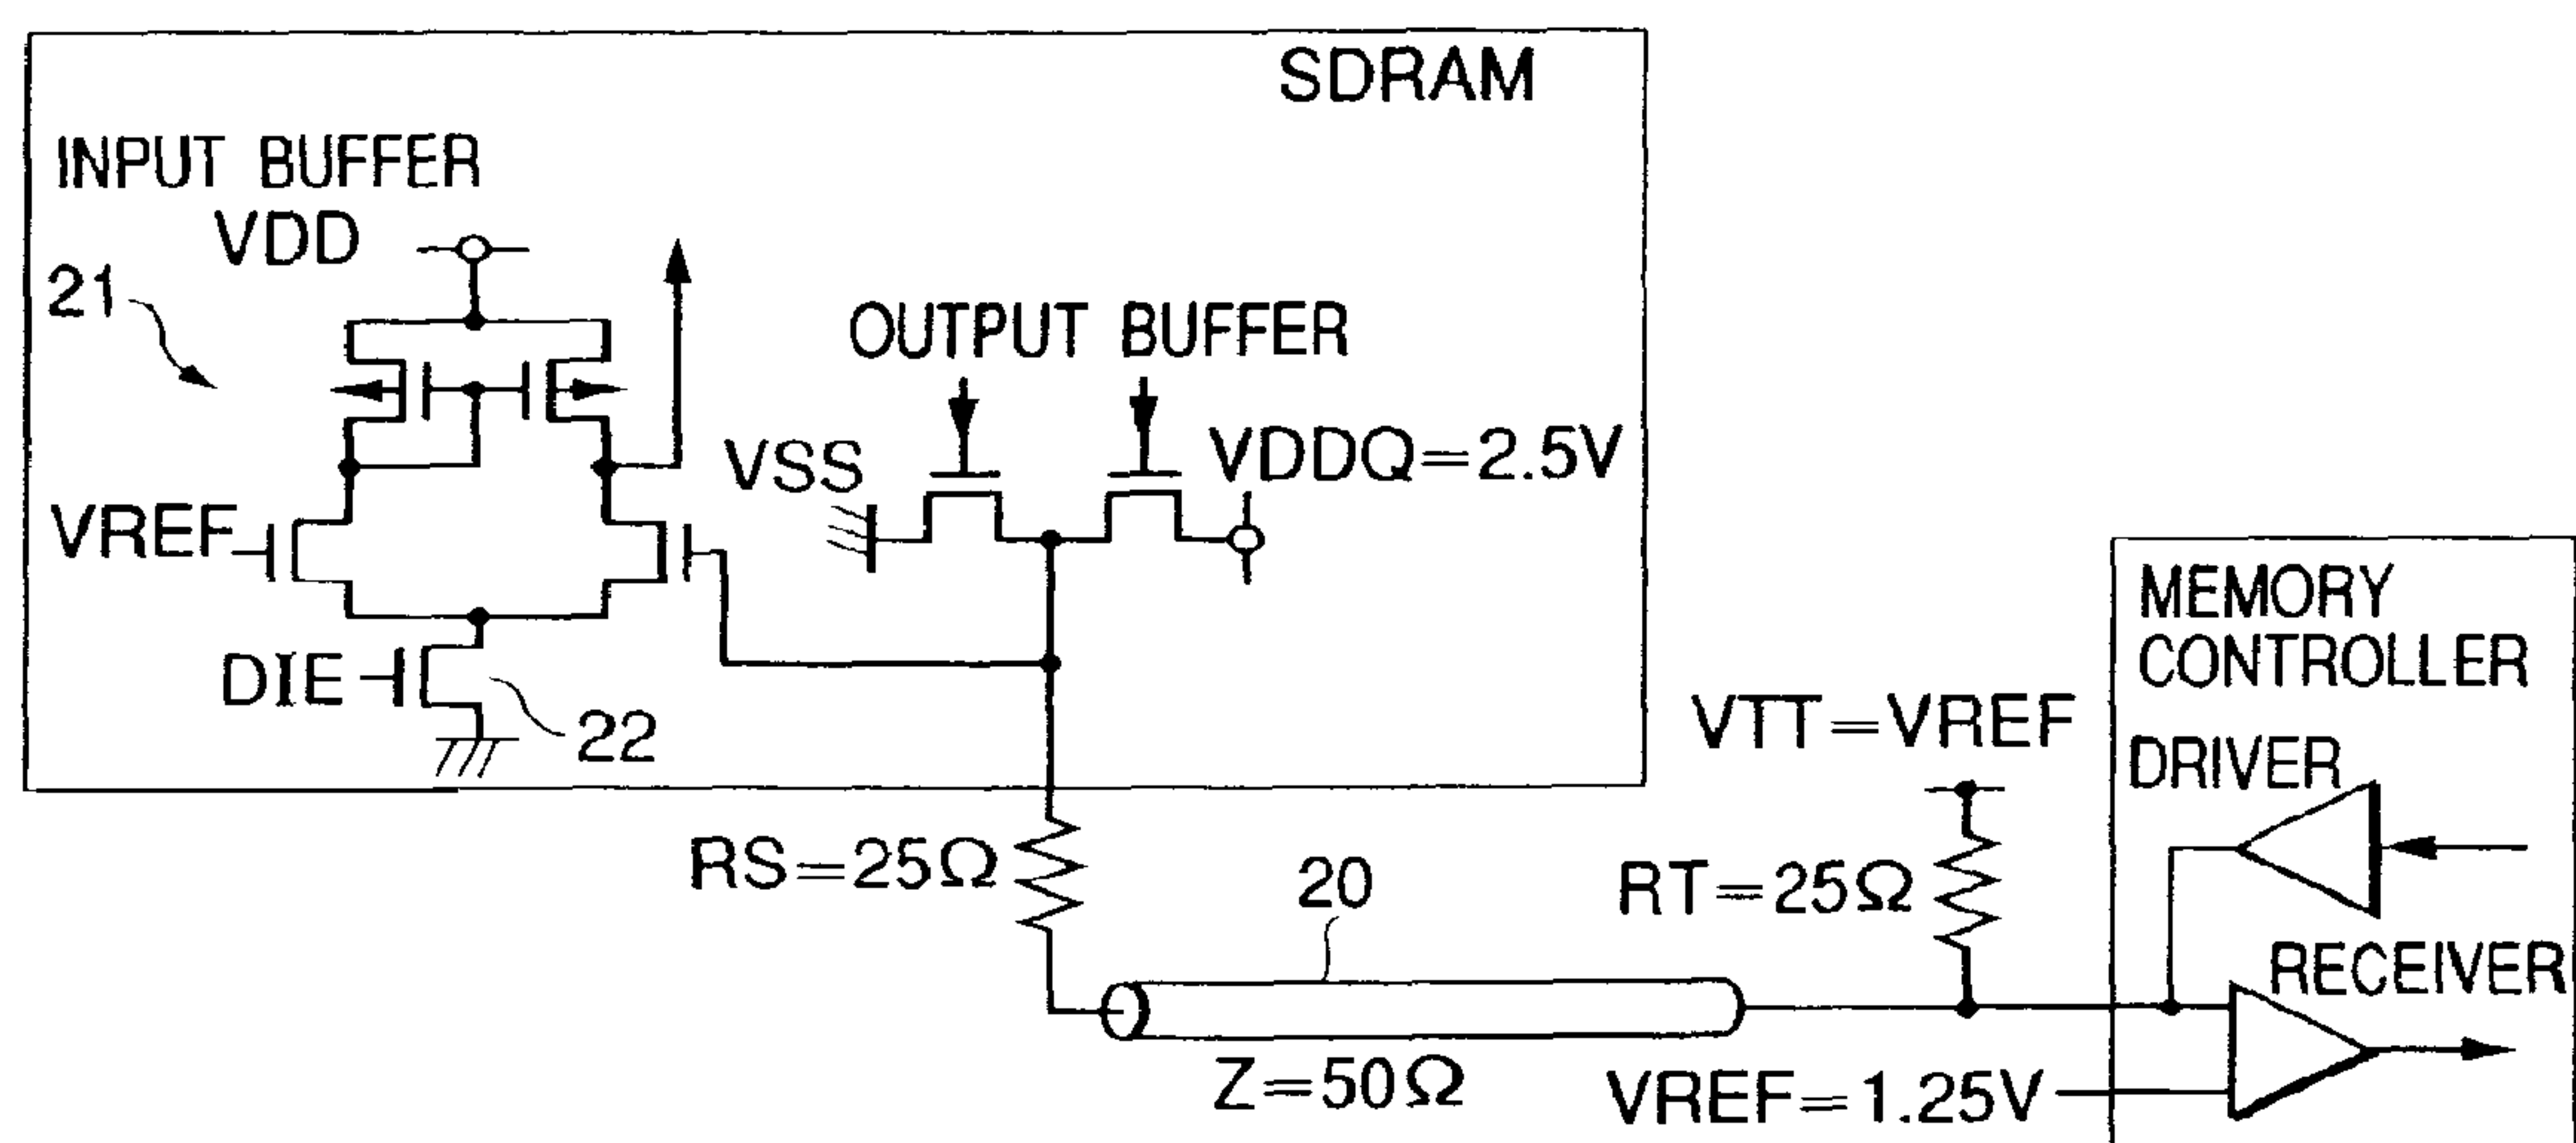 SDRAM
INPUT BUFFER
VDD
21
OUTPUT BUFFER
VSS
VDDQ=2.5V
VREF
DIE
22
MEMORY
CONTROLLER
VTT=VREF
DRIVER
RS=25Ω
20
RT=25Ω
RECEIVER
Z=50Ω
VREF=1.25V